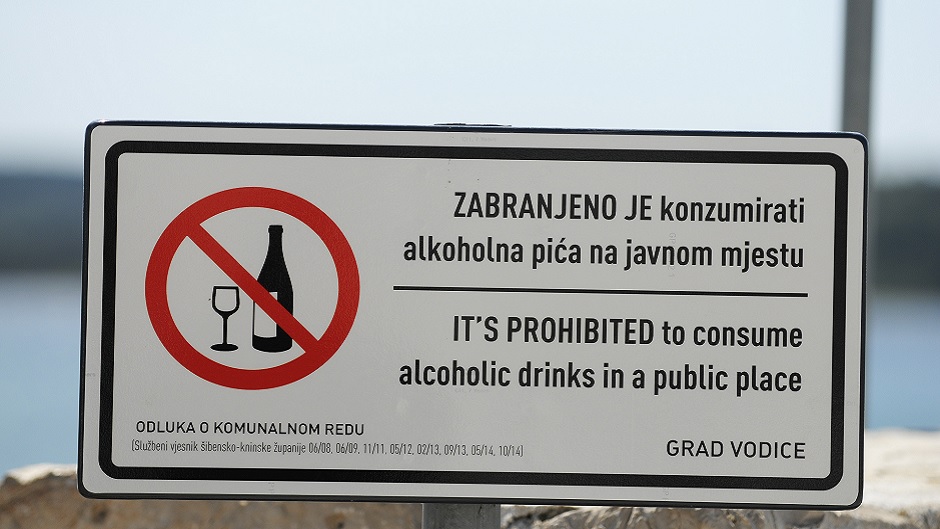 ZABRANJENO JE konzumirati
alkoholna pića na javnom mjestu
IT'S PROHIBITED to consume
alcoholic drinks in a public place
ODLUKA O KOMUNALNOM REDU
(Službeni vjesnik šibensko-kninske županije 06/08, 06/09, 11/11, 05/12, 02/13, 09/13, 05/14, 10/14)
GRAD VODICE